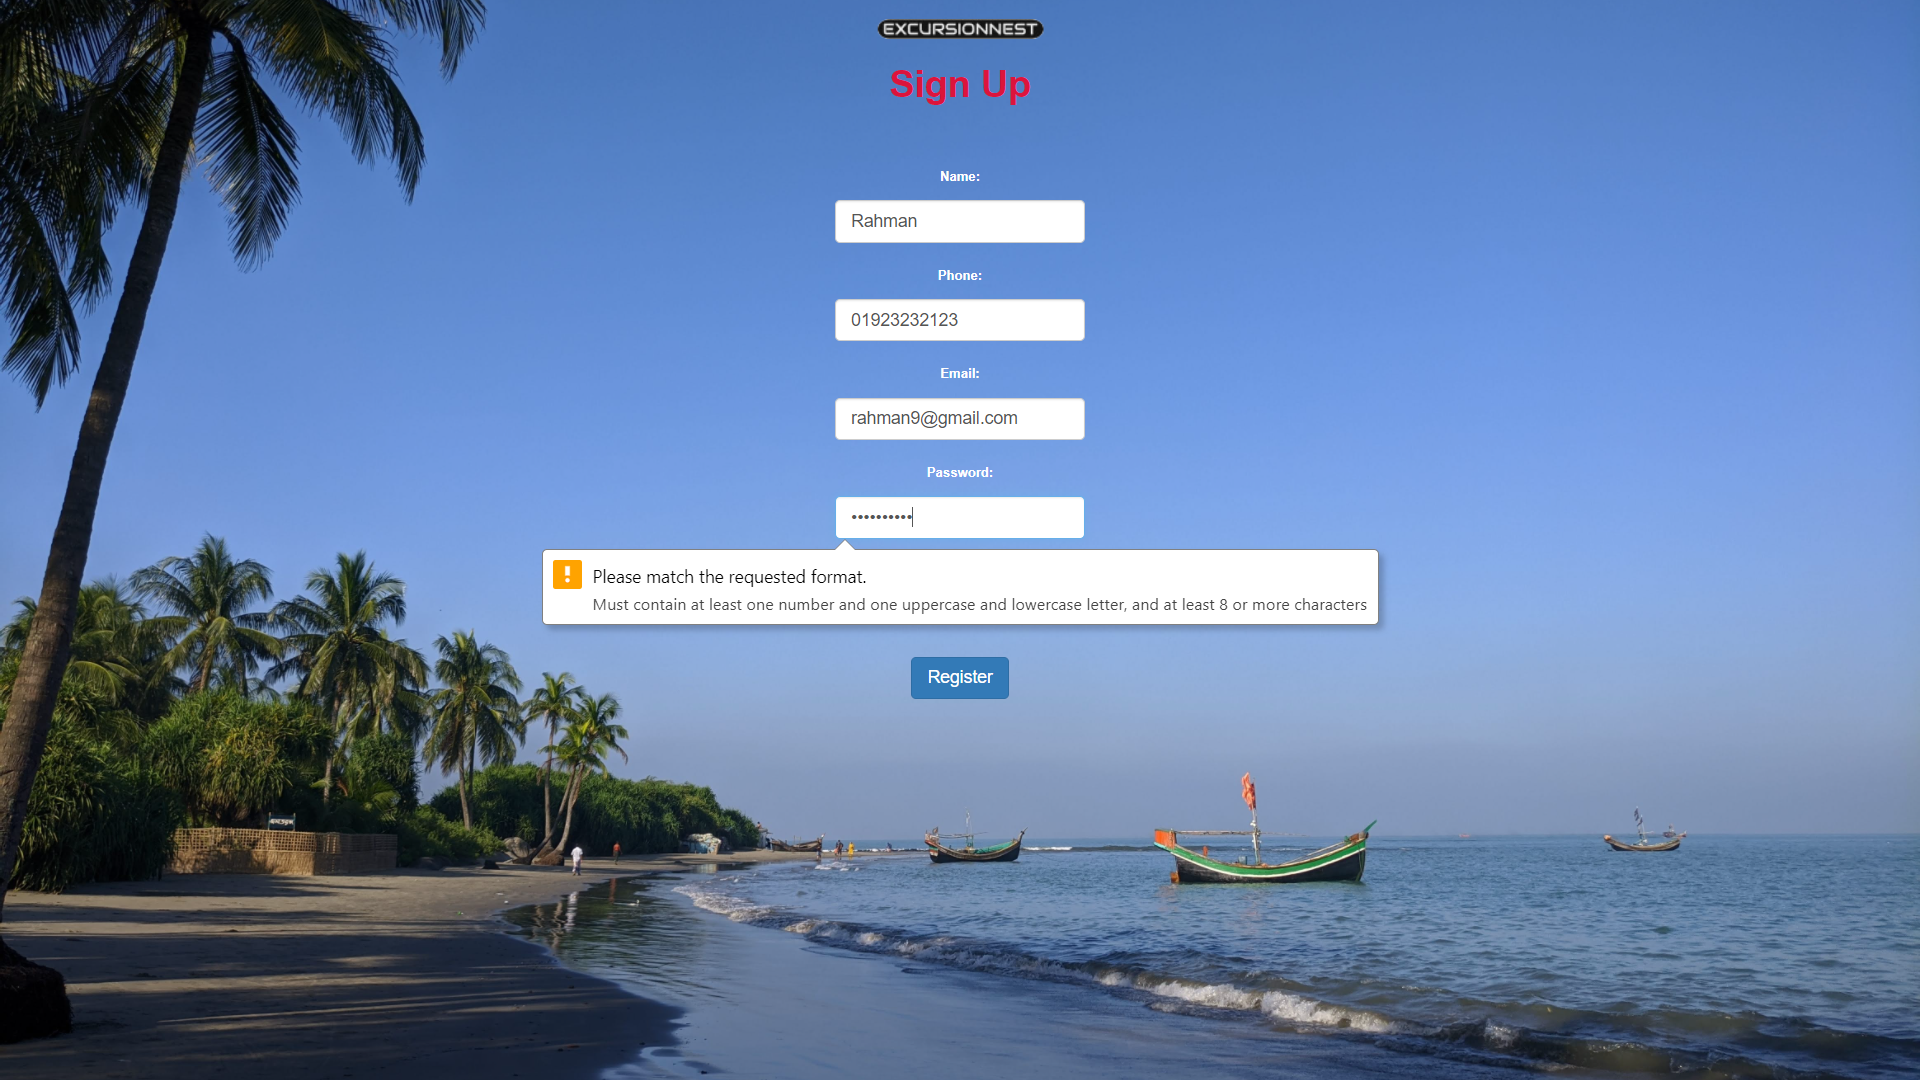 EXCURSIONNEST
Sign Up
Name:
Rahman
Phone:
01923232123
Email:
rahman9@gmail.com
Password:
••••••••••
Please match the requested format.
Must contain at least one number and one uppercase and lowercase letter, and at least 8 or more characters
Register